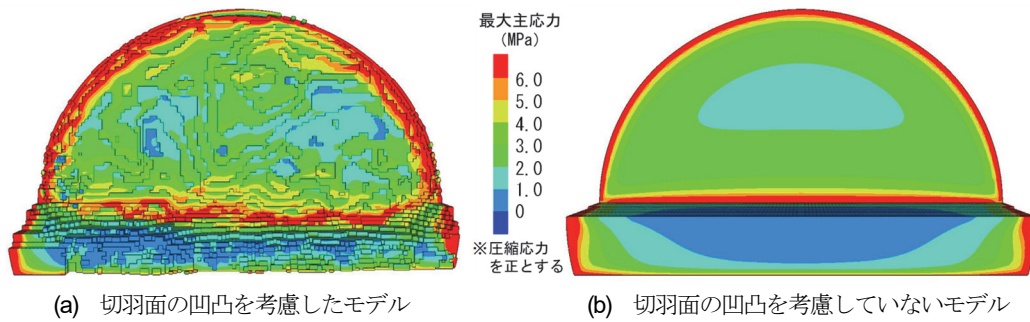 最大主応力
(MPa)
6.0
5.0
4.0
3.0
2.0
1.0
0
※圧縮応力
を正とする
(a) 切羽面の凹凸を考慮したモデル
(b) 切羽面の凹凸を考慮していないモデル